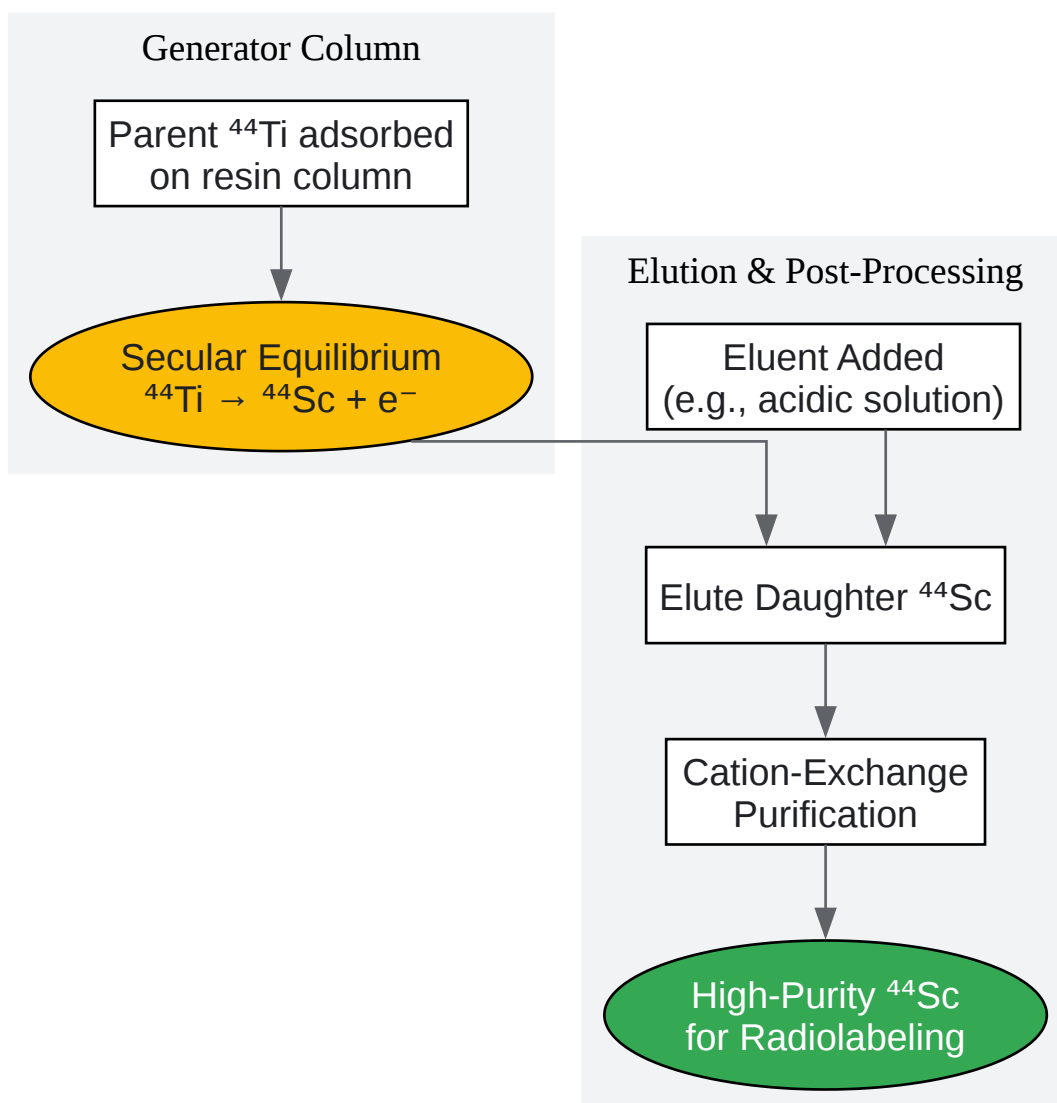 Generator Column
Parent ⁴⁴Ti adsorbed
on resin column
Secular Equilibrium
⁴⁴Ti → ⁴⁴Sc + e⁻
Elution & Post-Processing
Eluent Added
(e.g., acidic solution)
Elute Daughter ⁴⁴Sc
Cation-Exchange
Purification
High-Purity ⁴⁴Sc
for Radiolabeling